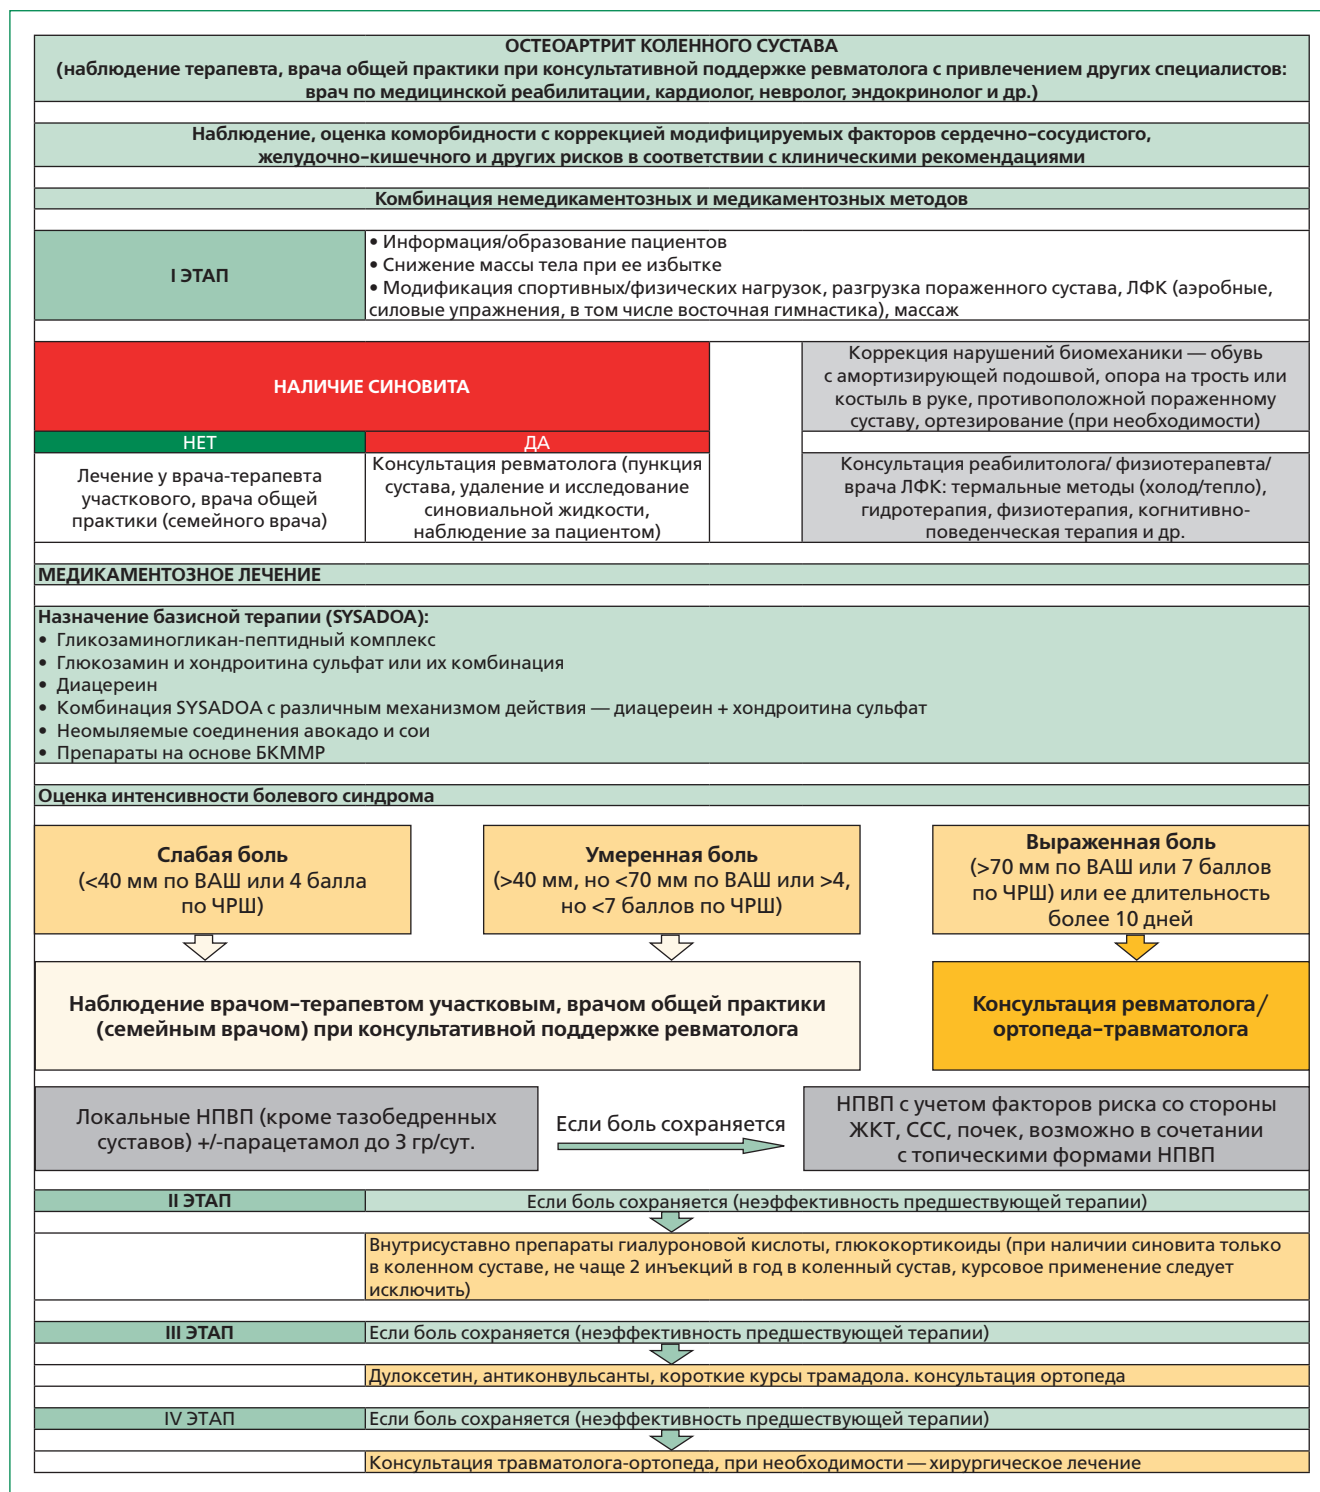 ОСТЕОАРТРИТ КОЛЕННОГО СУСТАВА
(наблюдение терапевта, врача общей практики при консультативной поддержке ревматолога с привлечением других специалистов:
врач по медицинской реабилитации, кардиолог, невролог, эндокринолог и др.)
Наблюдение, оценка коморбидности с коррекцией модифицируемых факторов сердечно-сосудистого,
желудочно-кишечного и других рисков в соответствии с клиническими рекомендациями
Комбинация немедикаментозных и медикаментозных методов
I ЭТАП
• Информация/образование пациентов
• Снижение массы тела при ее избытке
• Модификация спортивных/физических нагрузок, разгрузка пораженного сустава, ЛФК (аэробные,
силовые упражнения, в том числе восточная гимнастика), массаж
НАЛИЧИЕ СИНОВИТА
НЕТ
ДА
Лечение у врача-терапевта
участкового, врача общей
практики (семейного врача)
Консультация ревматолога (пункция
сустава, удаление и исследование
синовиальной жидкости,
наблюдение за пациентом)
Коррекция нарушений биомеханики — обувь
с амортизирующей подошвой, опора на трость или
костыль в руке, противоположной пораженному
суставу, ортезирование (при необходимости)
Консультация реабилитолога/ физиотерапевта/
врача ЛФК: термальные методы (холод/тепло),
гидротерапия, физиотерапия, когнитивно-
поведенческая терапия и др.
МЕДИКАМЕНТОЗНОЕ ЛЕЧЕНИЕ
Назначение базисной терапии (SYSADOA):
• Гликозаминогликан-пептидный комплекс
• Глюкозамин и хондроитина сульфат или их комбинация
• Диацереин
• Комбинация SYSADOA с различным механизмом действия — диацереин + хондроитина сульфат
• Неомыляемые соединения авокадо и сои
• Препараты на основе БКММР
Оценка интенсивности болевого синдрома
Слабая боль
(<40 мм по ВАШ или 4 балла
по ЧРШ)
Умеренная боль
(>40 мм, но <70 мм по ВАШ или >4,
но <7 баллов по ЧРШ)
Выраженная боль
(>70 мм по ВАШ или 7 баллов
по ЧРШ) или ее длительность
более 10 дней
Наблюдение врачом-терапевтом участковым, врачом общей практики
(семейным врачом) при консультативной поддержке ревматолога
Консультация ревматолога/
ортопеда-травматолога
Локальные НПВП (кроме тазобедренных
суставов) +/-парацетамол до 3 гр/сут.
Если боль сохраняется
НПВП с учетом факторов риска со стороны
ЖКТ, ССС, почек, возможно в сочетании
с топическими формами НПВП
II ЭТАП
Если боль сохраняется (неэффективность предшествующей терапии)
Внутрисуставно препараты гиалуроновой кислоты, глюкокортикоиды (при наличии синовита только
в коленном суставе, не чаще 2 инъекций в год в коленный сустав, курсовое применение следует
исключить)
III ЭТАП
Если боль сохраняется (неэффективность предшествующей терапии)
Дулоксетин, антиконвульсанты, короткие курсы трамадола. консультация ортопеда
IV ЭТАП
Если боль сохраняется (неэффективность предшествующей терапии)
Консультация травматолога-ортопеда, при необходимости — хирургическое лечение